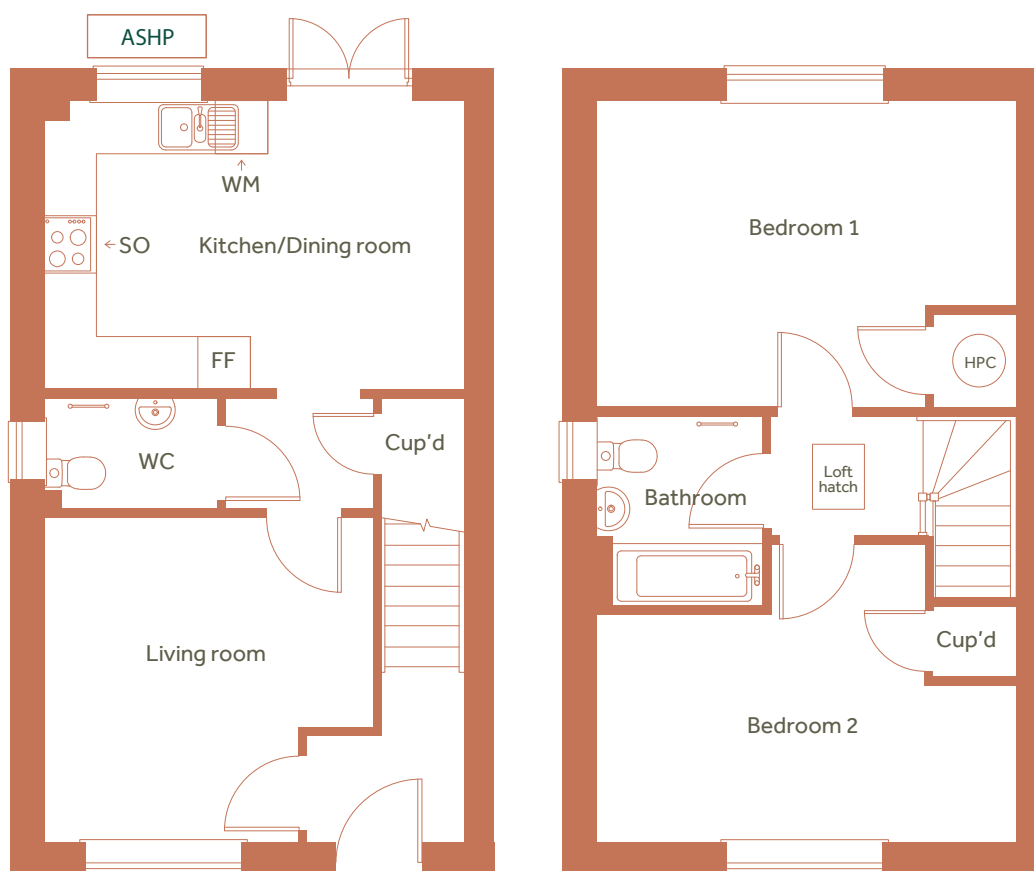 ASHP
WM
SO
Kitchen/Dining room
FF
WC
Cup'd
Living room
Bedroom 1
HPC
Loft
hatch
Bathroom
Cup'd
Bedroom 2